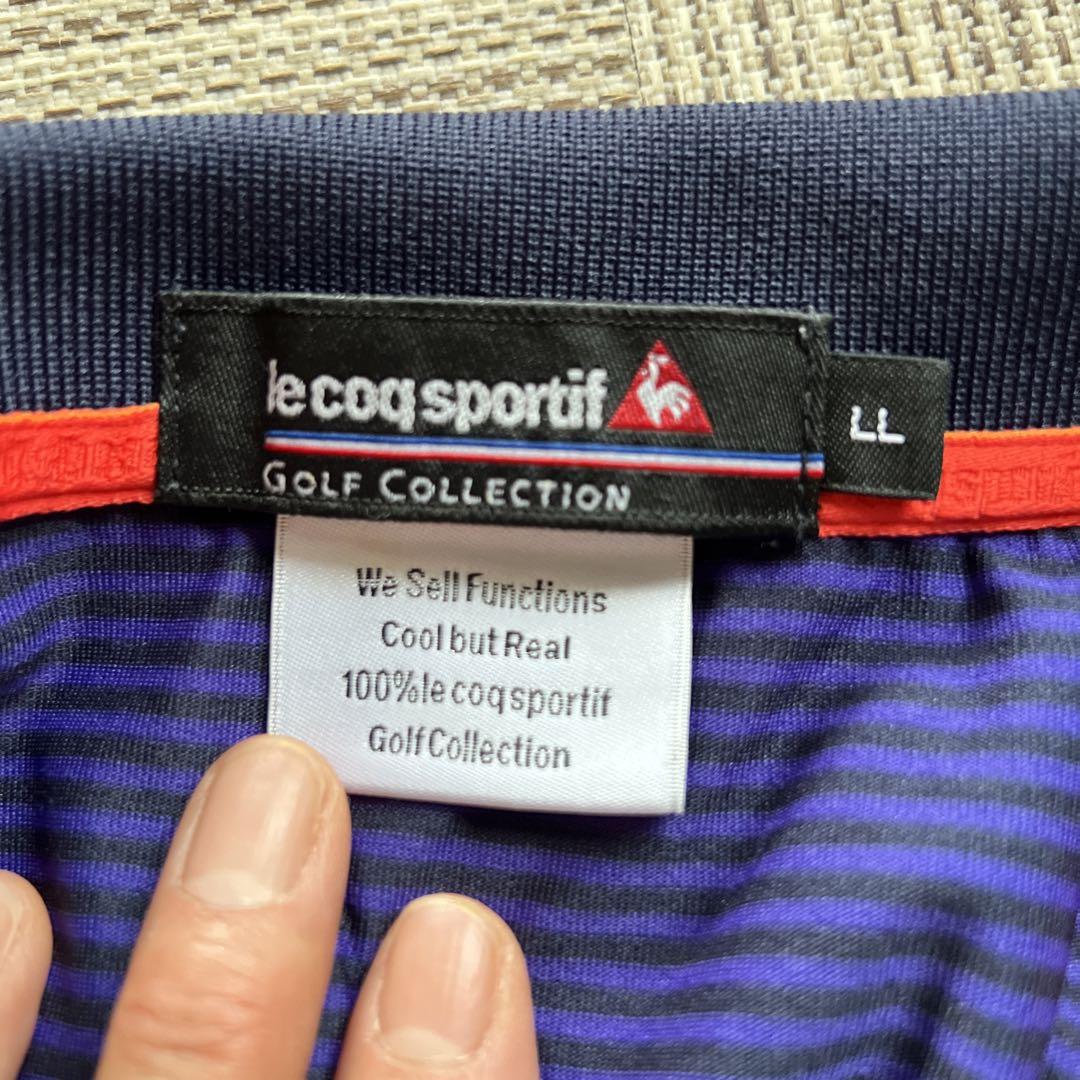 le coq sportif
GOLF COLLECTION
LL
We Sell Functions
Cool but Real
100% le coq sportif
Golf Collection